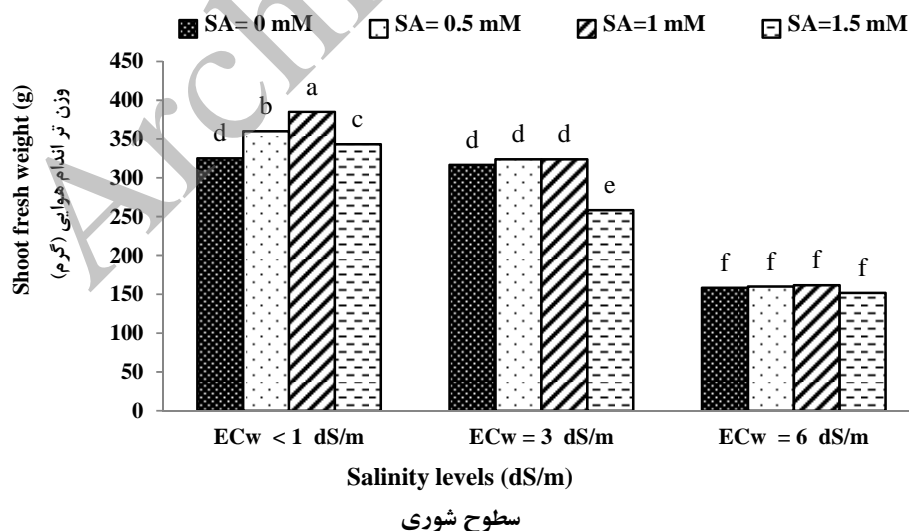 SA= 0 mM SA= 0.5 mM SA=1 mM SA=1.5 mM
Shoot fresh weight (g)
وزن تر اندام هوایی (گرم)
450
400
350
300
250
200
150
100
50
0
d b a c
d d d e
f f f f
ECw < 1 dS/m ECw = 3 dS/m ECw = 6 dS/m
Salinity levels (dS/m)
سطوح شوری